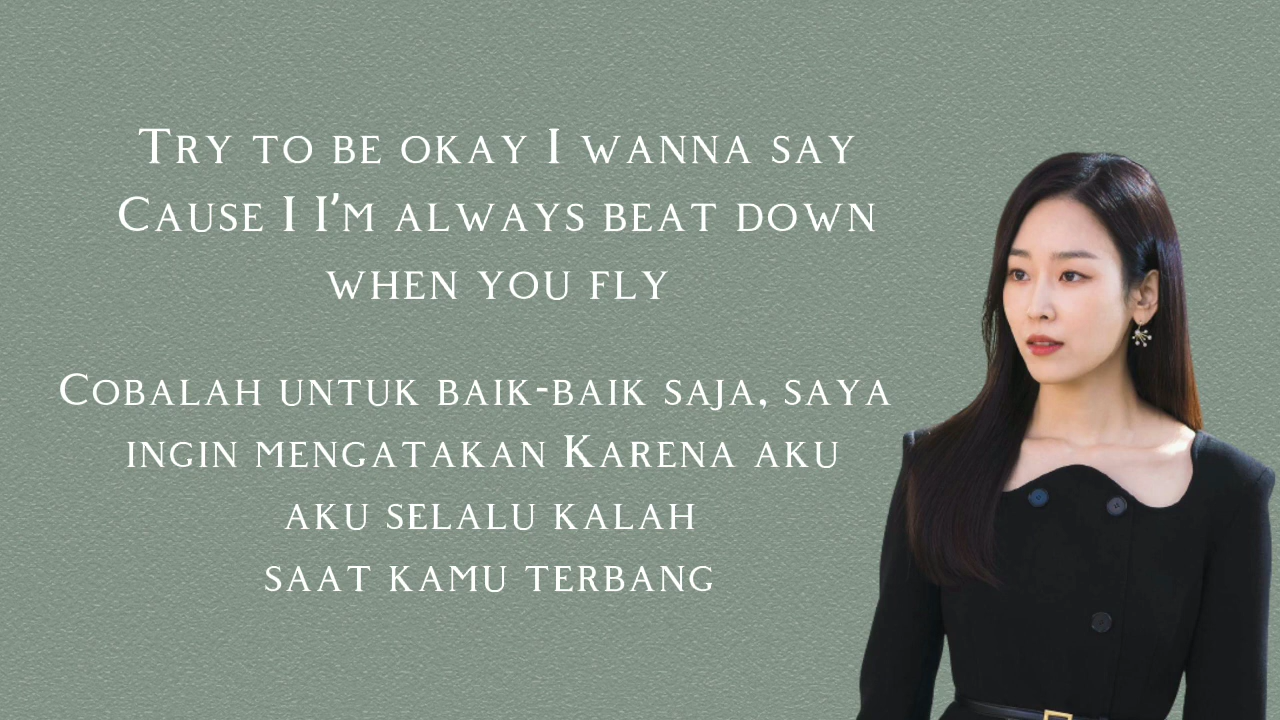 Try to be okay I wanna say
Cause I I'm always beat down
when you fly
Cobalah untuk baik-baik saja, saya
ingin mengatakan Karena aku
aku selalu kalah
saat kamu terbang